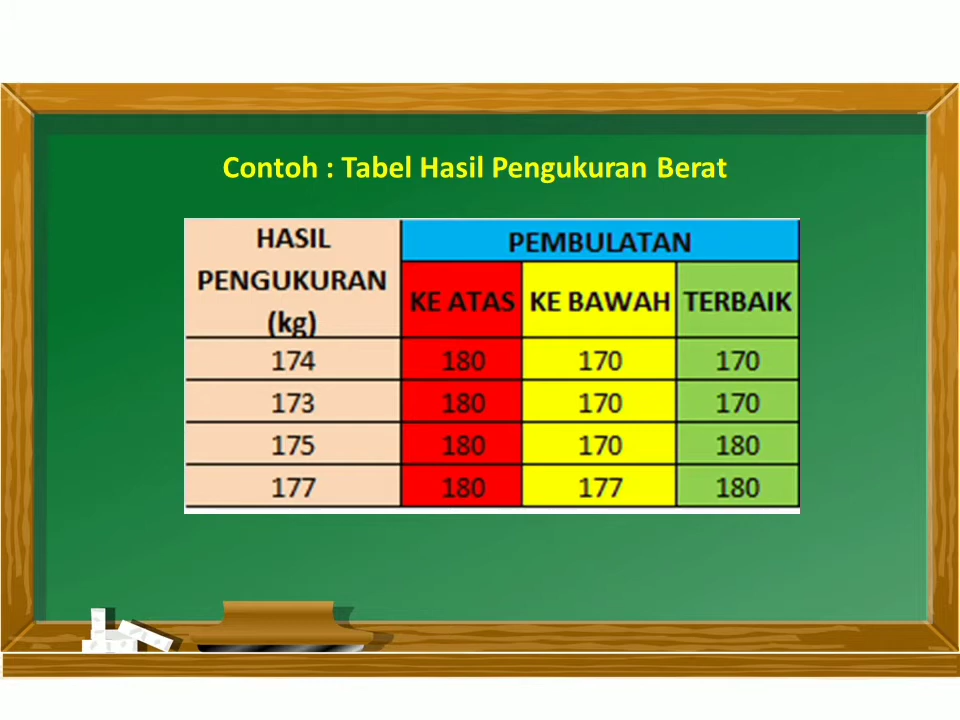 Contoh : Tabel Hasil Pengukuran Berat
HASIL PENGUKURAN (kg) PEMBULATAN
KE ATAS KE BAWAH TERBAIK
174 180 170 170
173 180 170 170
175 180 170 180
177 180 177 180